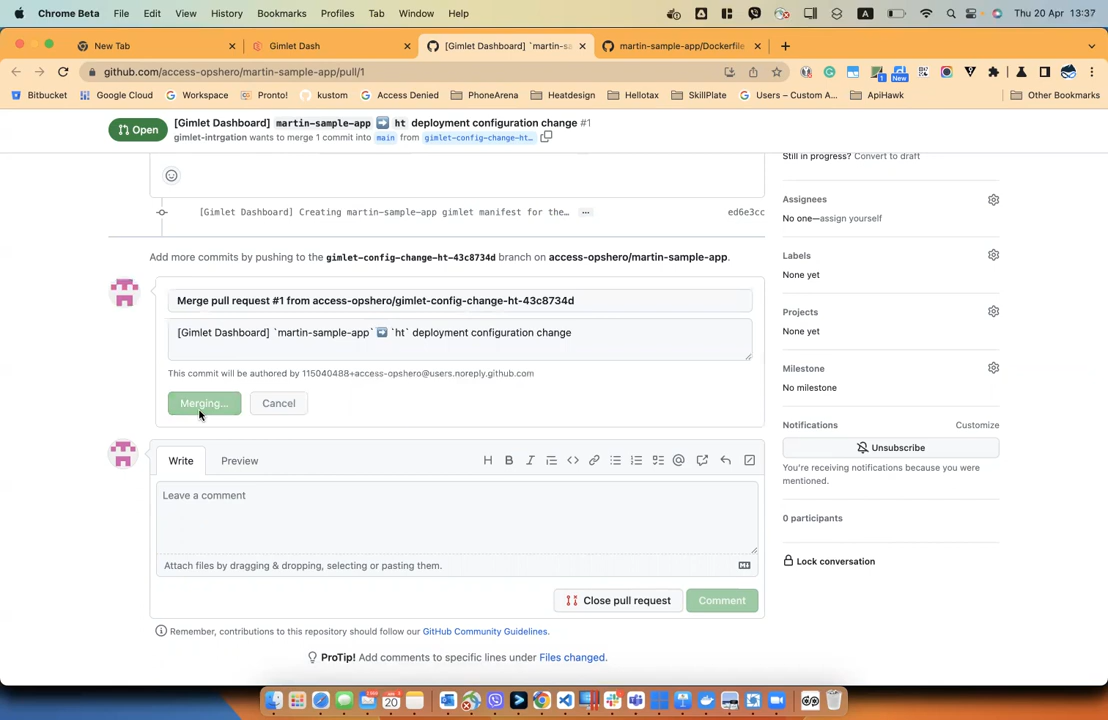 Chrome Beta File Edit View History Bookmarks Profiles Tab Window Help A Thu 20 Apr 13:37
New Tab Gimlet Dash [Gimlet Dashboard] `martin-sa martin-sample-app/Dockerfile
github.com/access-opshero/martin-sample-app/pull/1 1 New
Bitbucket Google Cloud Workspace Pronto! kustom Access Denied PhoneArena Heatdesign Hellotax SkillPlate Users – Custom A... ApiHawk Other Bookmarks
Open
[Gimlet Dashboard] martin-sample-app ➡️ ht deployment configuration change #1
gimlet-intrgation wants to merge 1 commit into main from gimlet-config-change-ht…
[Gimlet Dashboard] Creating martin-sample-app gimlet manifest for the… … ed6e3cc
Add more commits by pushing to the gimlet-config-change-ht-43c8734d branch on access-opshero/martin-sample-app.
Merge pull request #1 from access-opshero/gimlet-config-change-ht-43c8734d
[Gimlet Dashboard] `martin-sample-app` ➡️ `ht` deployment configuration change
This commit will be authored by 115040488+access-opshero@users.noreply.github.com
Merging... Cancel
Write Preview
Leave a comment
Attach files by dragging & dropping, selecting or pasting them.
Close pull request Comment
Remember, contributions to this repository should follow our GitHub Community Guidelines.
ProTip! Add comments to specific lines under Files changed.
Still in progress? Convert to draft
Assignees
No one—assign yourself
Labels
None yet
Projects
None yet
Milestone
No milestone
Notifications Customize
Unsubscribe
You're receiving notifications because you were
mentioned.
0 participants
Lock conversation
20